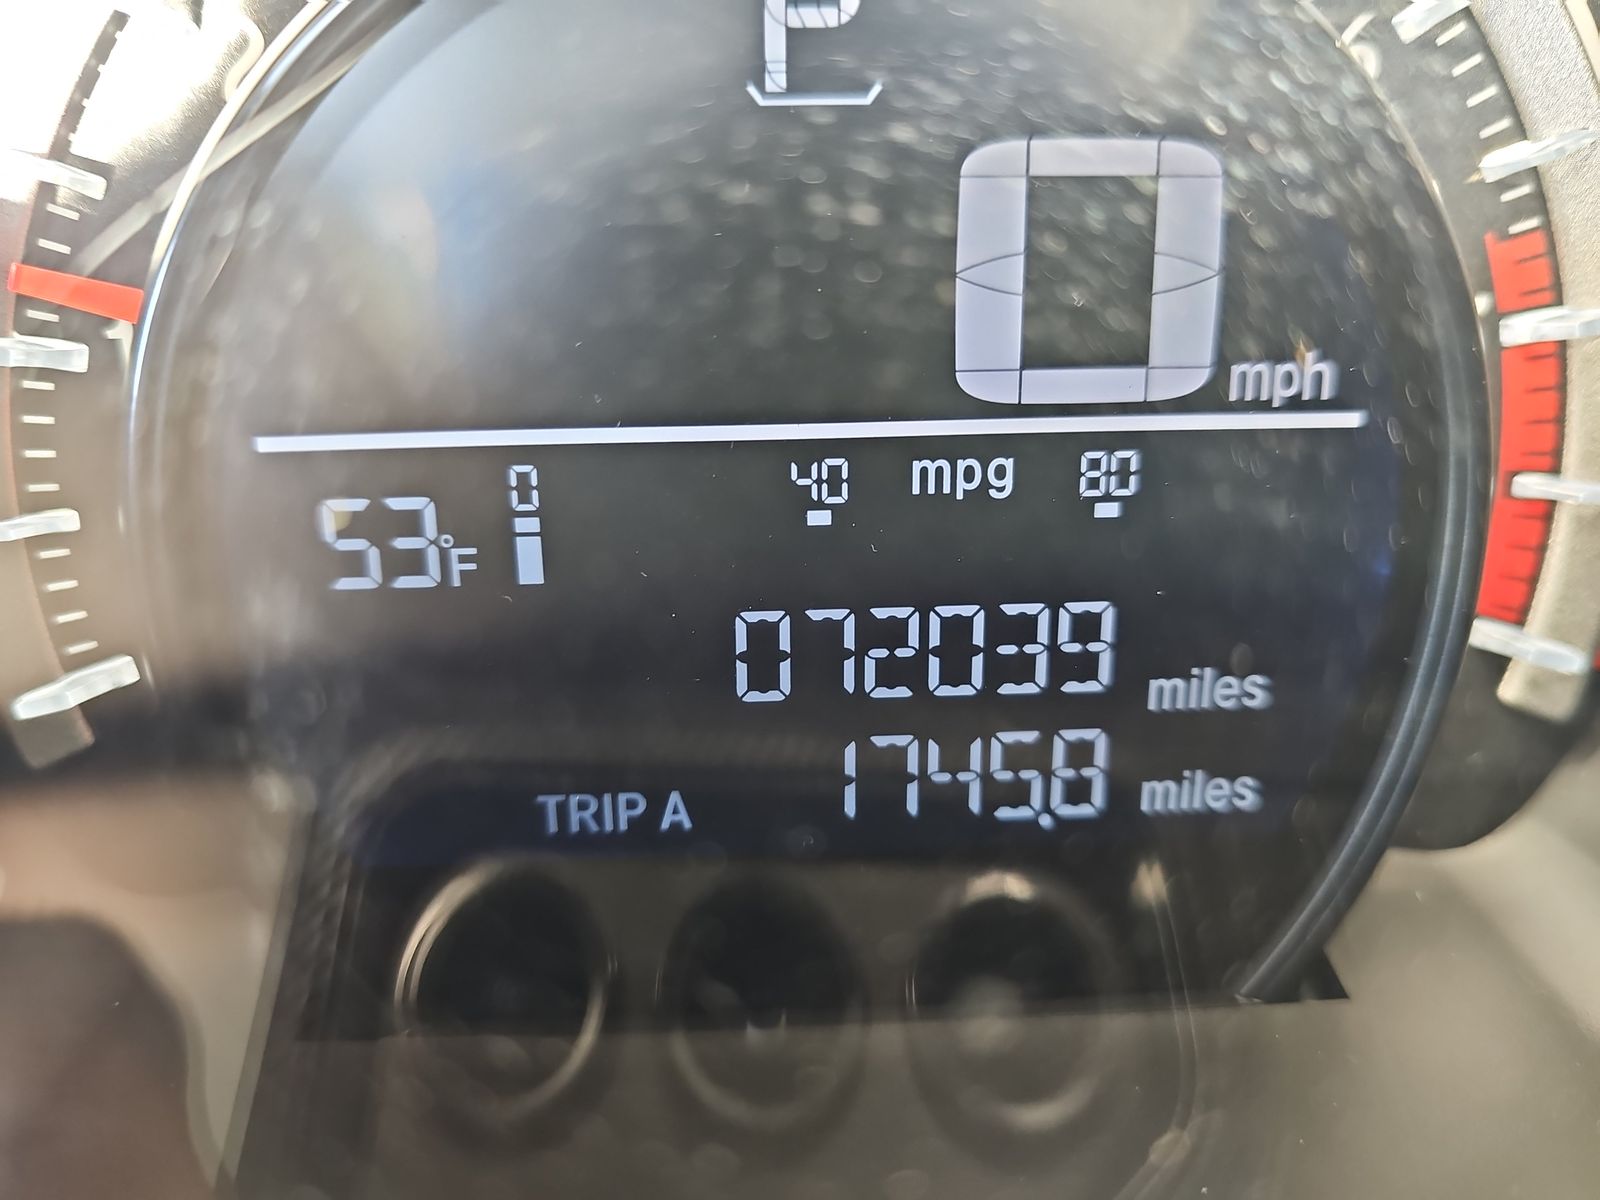 P
0 mph
0 40 mpg 80
53°F
072039 miles
TRIP A 1745.8 miles